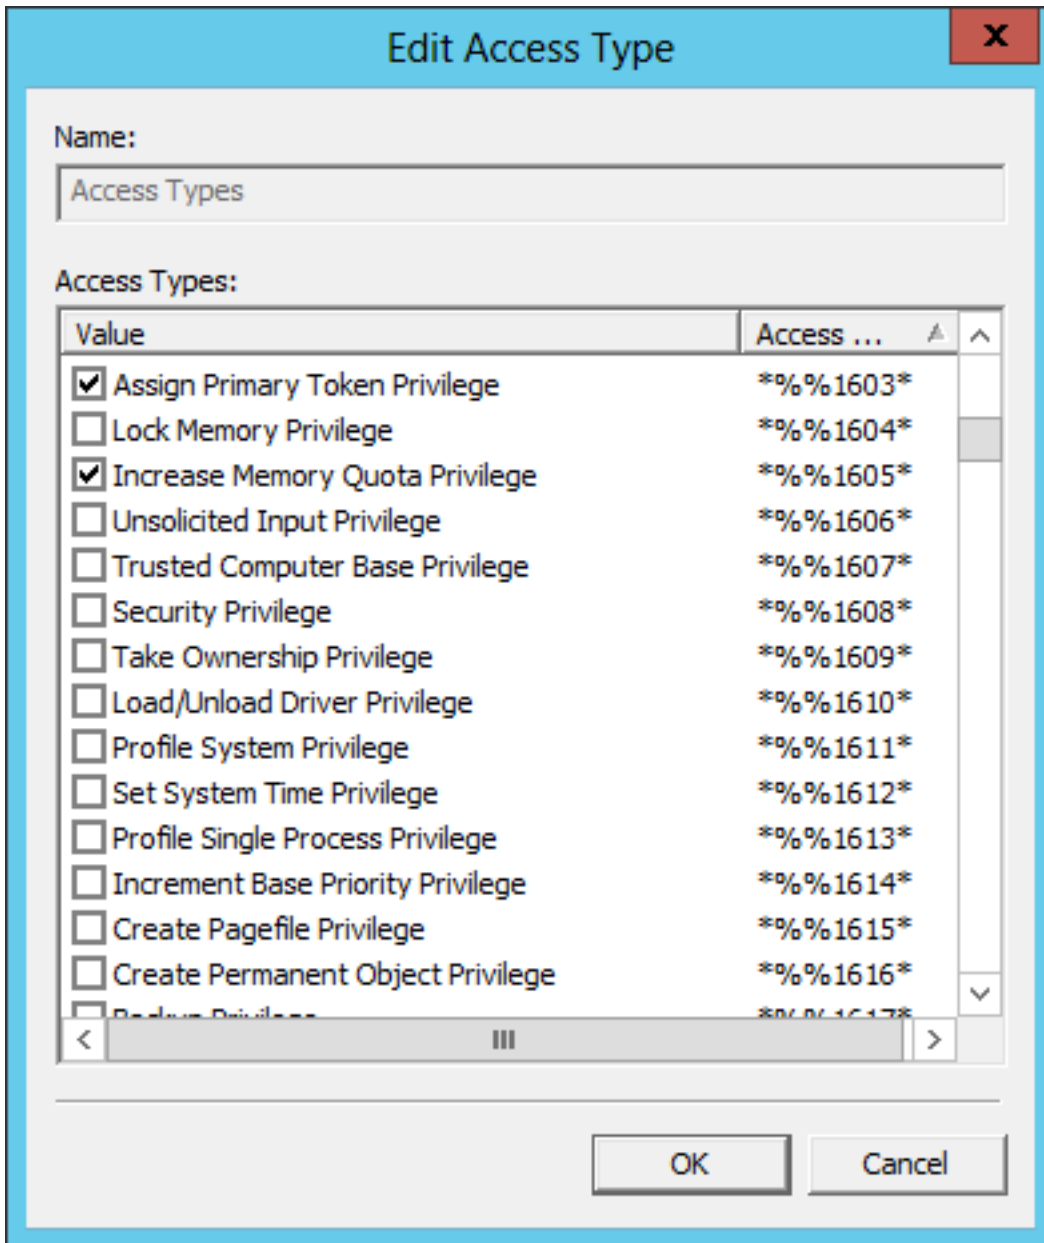 Edit Access Type
x
Name:
Access Types
Access Types:
Value Access ...
Assign Primary Token Privilege *%%1603*
Lock Memory Privilege *%%1604*
Increase Memory Quota Privilege *%%1605*
Unsolicited Input Privilege *%%1606*
Trusted Computer Base Privilege *%%1607*
Security Privilege *%%1608*
Take Ownership Privilege *%%1609*
Load/Unload Driver Privilege *%%1610*
Profile System Privilege *%%1611*
Set System Time Privilege *%%1612*
Profile Single Process Privilege *%%1613*
Increment Base Priority Privilege *%%1614*
Create Pagefile Privilege *%%1615*
Create Permanent Object Privilege *%%1616*
Backup Privilege *%%1617*
OK Cancel